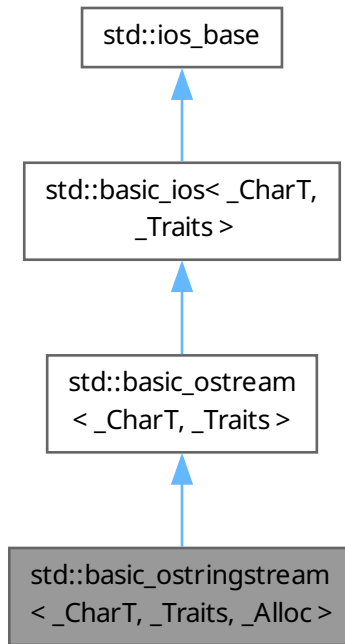 std::ios_base
std::basic_ios< _CharT,
_Traits >
std::basic_ostream
< _CharT, _Traits >
std::basic_ostringstream
< _CharT, _Traits, _Alloc >